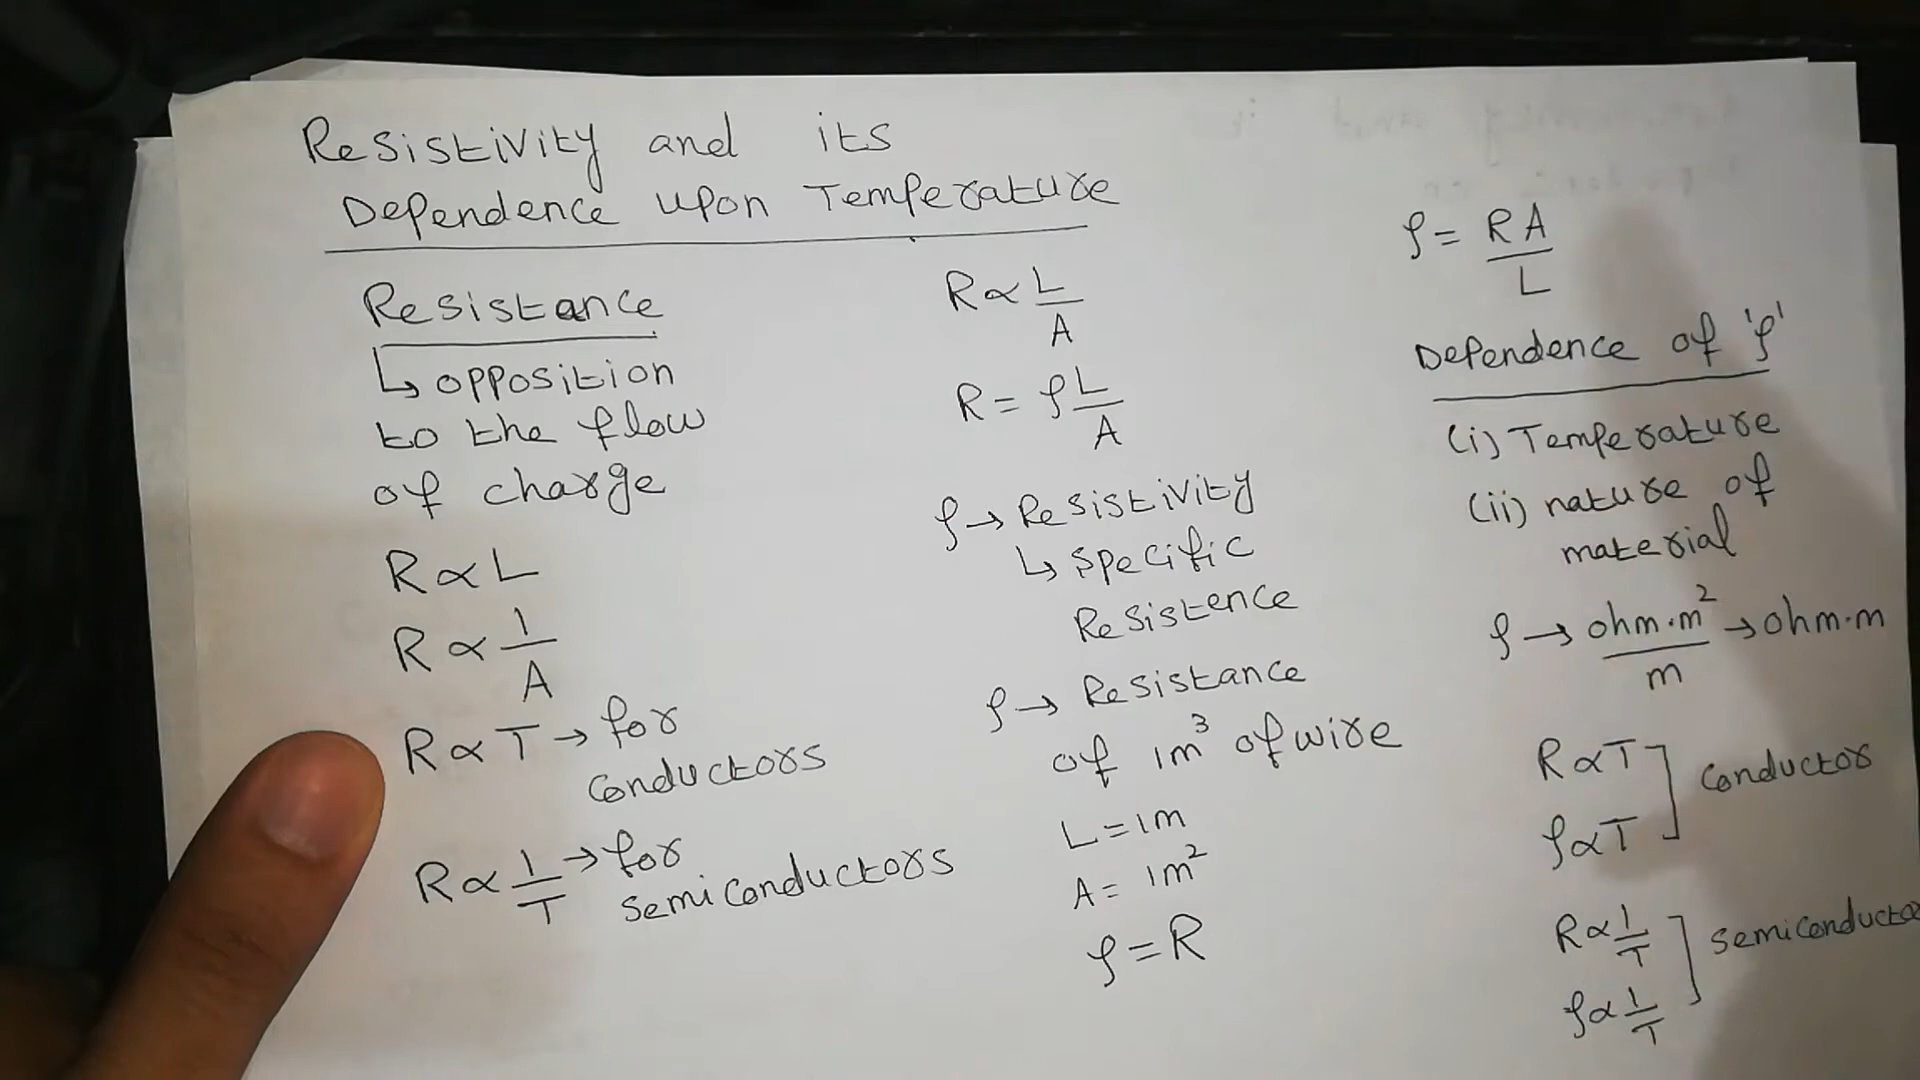 Resistivity and its
Dependence upon Temperature
Resistance
↳ opposition
to the flow
of charge
R ∝ L
R ∝ 1/A
R ∝ T → for
conductors
R ∝ 1/T → for
semiconductors
R ∝ L/A
R = ρ L/A
ρ → Resistivity
↳ specific
Resistence
ρ → Resistance
of 1m³ of wire
L = 1m
A = 1m²
ρ = R
ρ = RA/L
Dependence of 'ρ'
(i) Temperature
(ii) nature of
material
ρ → ohm·m²/m → ohm·m
R ∝ T ] conductor
ρ ∝ T
R ∝ 1/T ] semiconducto
ρ ∝ 1/T